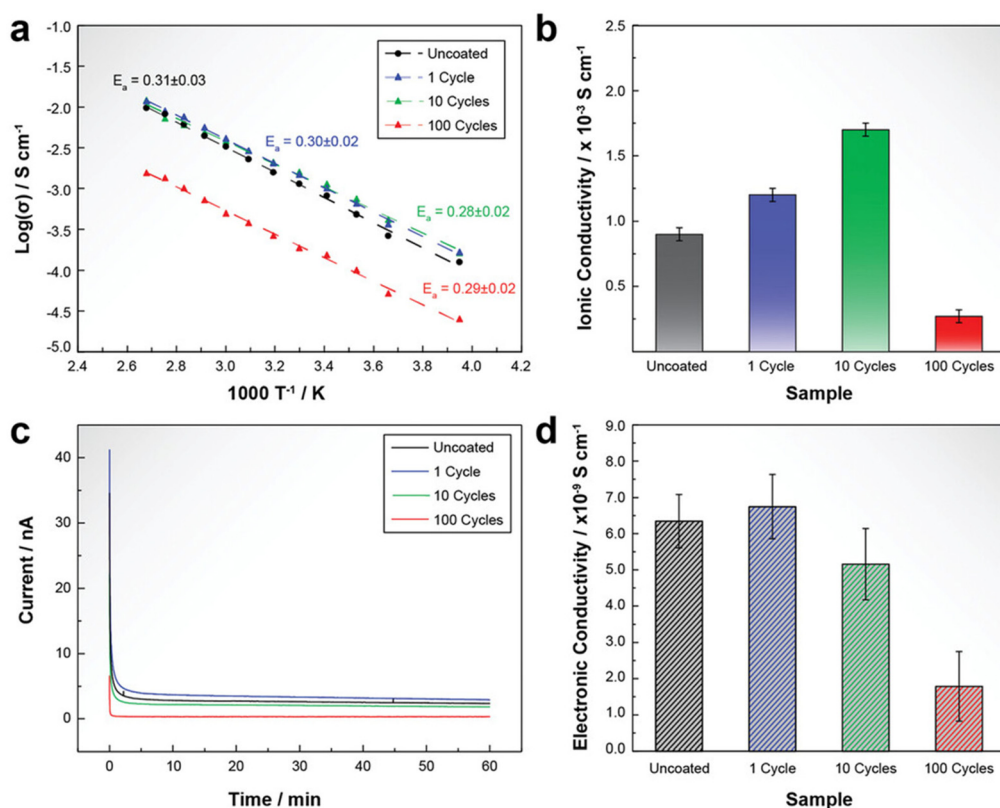 a
-1.0
-1.5
-2.0
-2.5
-3.0
-3.5
-4.0
-4.5
-5.0
Log(σ) / S cm⁻¹
Uncoated
1 Cycle
10 Cycles
100 Cycles
Eₐ = 0.31±0.03
Eₐ = 0.30±0.02
Eₐ = 0.28±0.02
Eₐ = 0.29±0.02
2.4 2.6 2.8 3.0 3.2 3.4 3.6 3.8 4.0 4.2
1000 T⁻¹ / K
b
2.5
2.0
1.5
1.0
0.5
Ionic Conductivity / x 10⁻³ S cm⁻¹
Uncoated 1 Cycle 10 Cycles 100 Cycles
Sample
c
40
30
20
10
0
Current / nA
Uncoated
1 Cycle
10 Cycles
100 Cycles
0 10 20 30 40 50 60
Time / min
d
9.0
8.0
7.0
6.0
5.0
4.0
3.0
2.0
1.0
0.0
Electronic Conductivity / x10⁻⁹ S cm⁻¹
Uncoated 1 Cycle 10 Cycles 100 Cycles
Sample